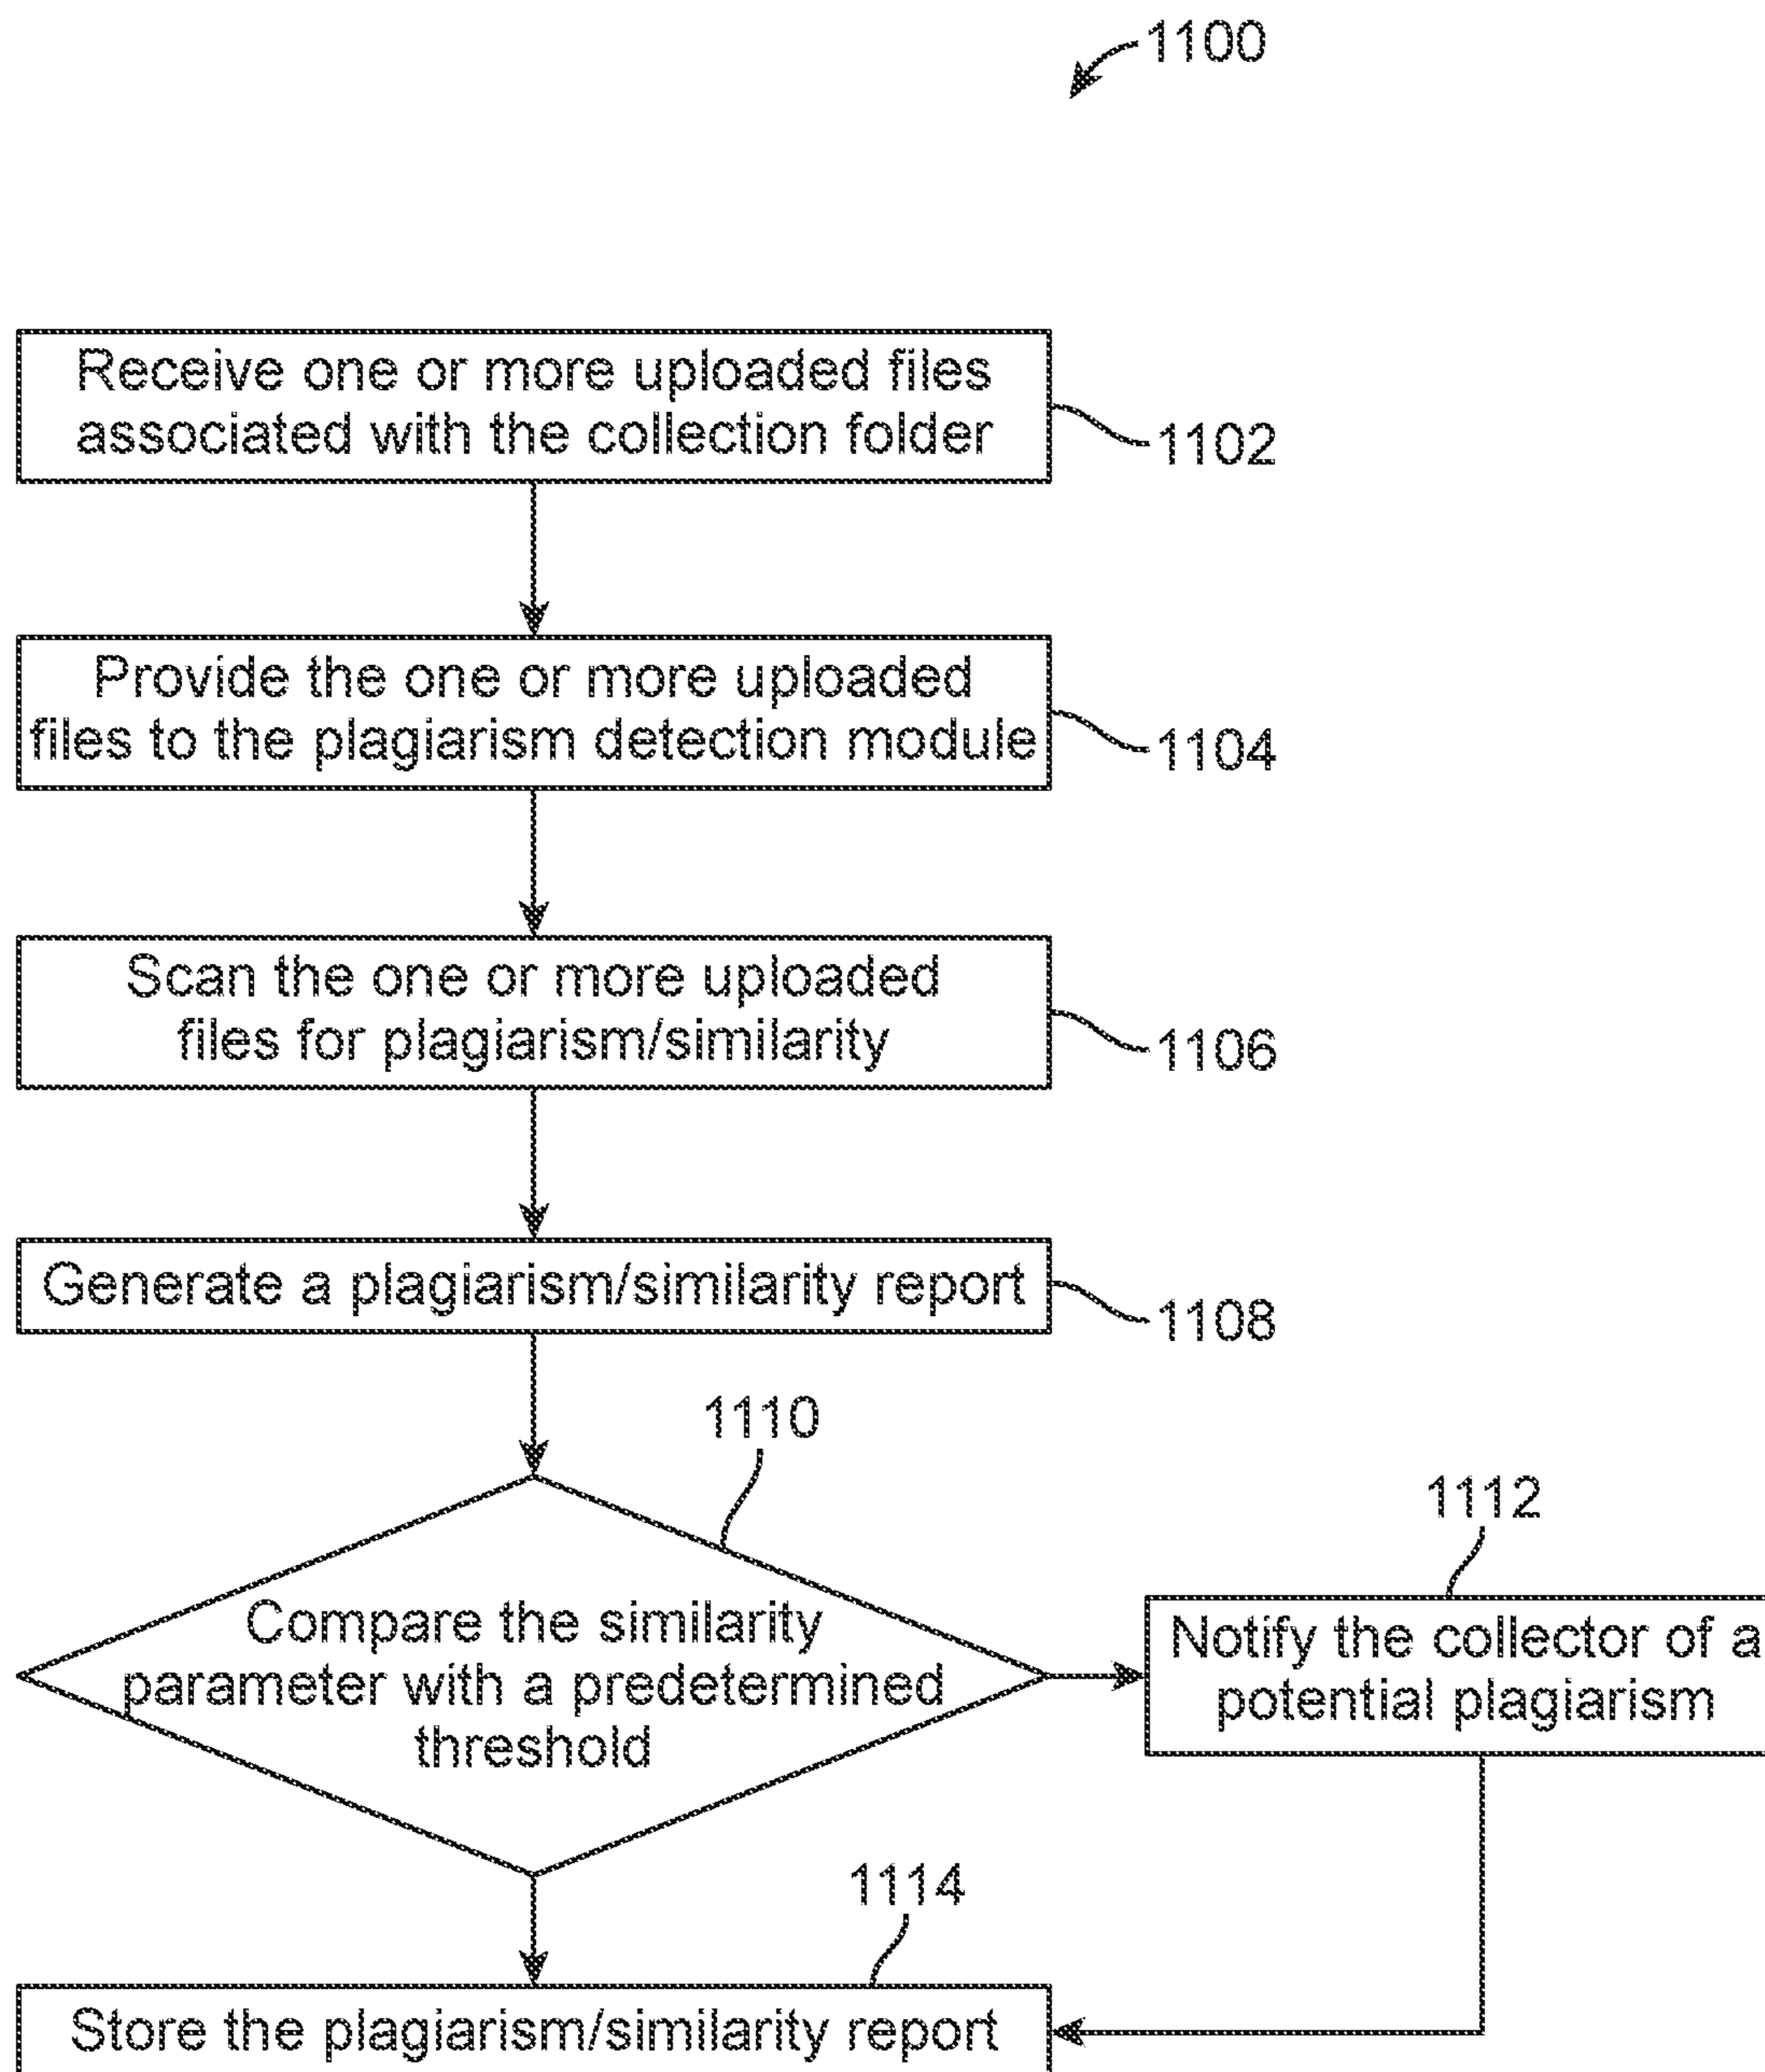 1100
Receive one or more uploaded files
associated with the collection folder
1102
Provide the one or more uploaded
files to the plagiarism detection module
1104
Scan the one or more uploaded
files for plagiarism/similarity
1106
Generate a plagiarism/similarity report
1108
1110
Compare the similarity
parameter with a predetermined
threshold
1112
Notify the collector of a
potential plagiarism
1114
Store the plagiarism/similarity report